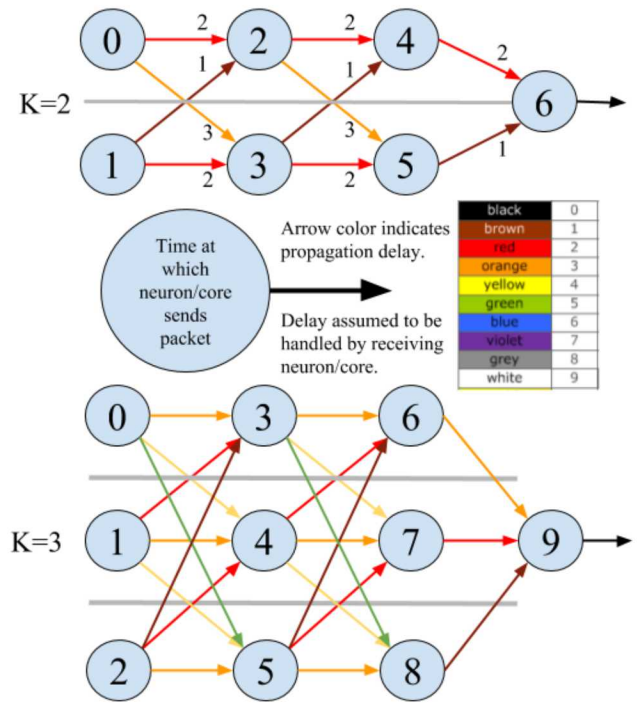 0 2 2 2 4 2
1 1
K=2 6
3 3
1 2 3 2 5 1
Time at
which
neuron/core
sends
packet
Arrow color indicates
propagation delay.
Delay assumed to be
handled by receiving
neuron/core.
black 0
brown 1
red 2
orange 3
yellow 4
green 5
blue 6
violet 7
grey 8
white 9
0 3 6
K=3 1 4 7 9
2 5 8